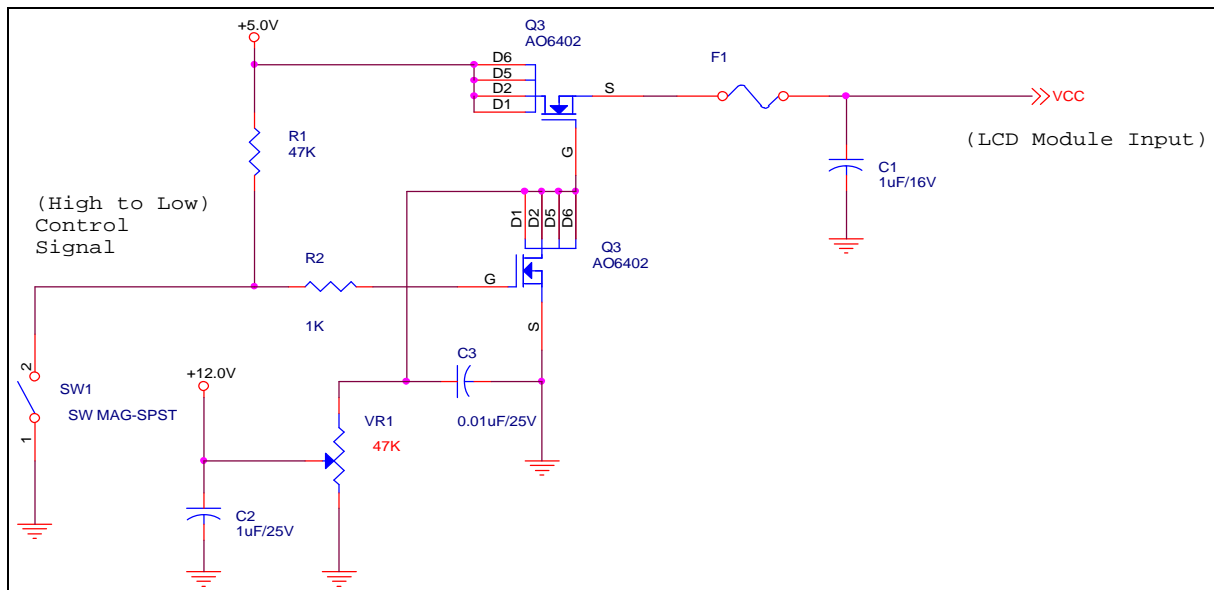 +5.0V
Q3
AO6402
F1
D6
D5
D2
D1
S
VCC
(LCD Module Input)
R1
47K
G
C1
1uF/16V
(High to Low)
Control
Signal
D1
D2
D5
D6
Q3
AO6402
R2
1K
G
S
C3
0.01uF/25V
2
SW1
SW MAG-SPST
1
+12.0V
VR1
47K
C2
1uF/25V